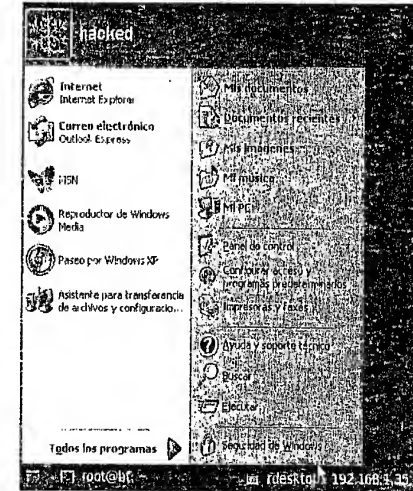 hacked
Internet
Internet Explorer
Correo electrónico
Outlook Express
MSN
Reproductor de Windows
Media
Paseo por Windows XP
Asistente para transferencia
de archivos y configuracio...
Todos los programas
Mis documentos
Documentos recientes
Mis imágenes
Mi música
Mi PC
Panel de control
Configurar acceso y
programas predeterminados
Impresoras y faxes
Ayuda y soporte técnico
Buscar
Ejecutar
Seguridad de Windows
root@bt: ~
rdesktop 192.168.1.35